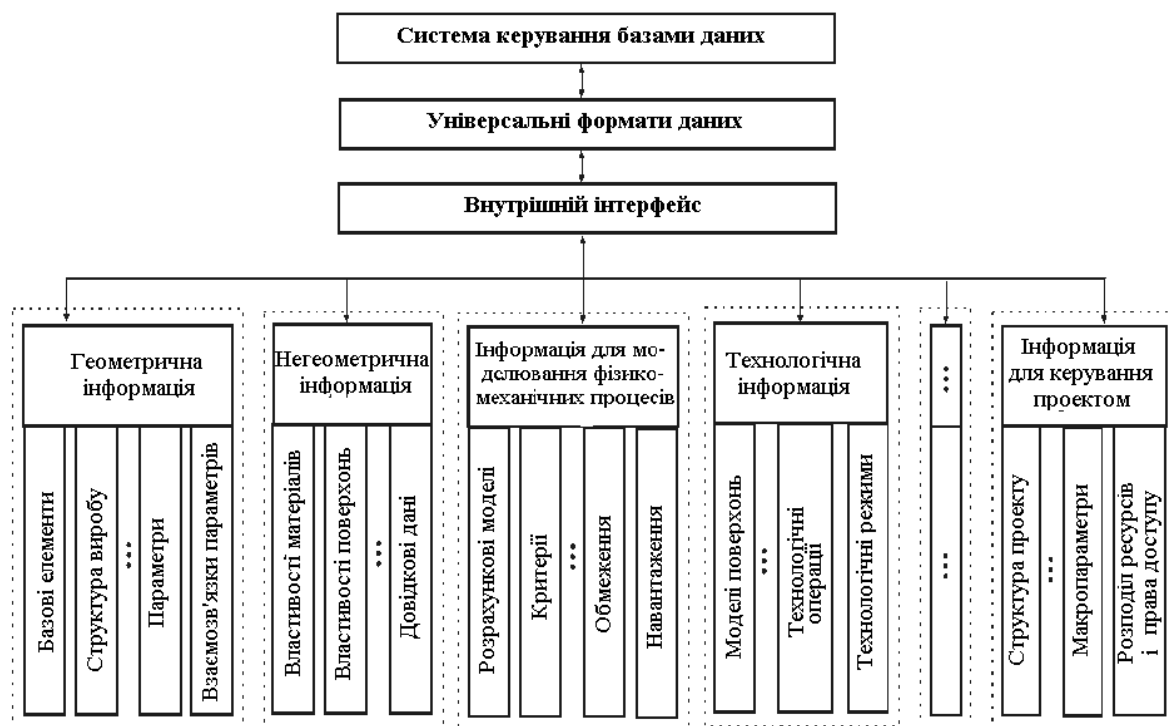 Система керування базами даних
Універсальні формати даних
Внутрішній інтерфейс
Геометрична
інформація
Базові елементи
Структура виробу
...
Параметри
Взаємозв'язки параметрів
Негеометрична
інформація
Властивості матеріалів
Властивості поверхонь
...
Довідкові дані
Інформація для мо-
делювання фізико-
механічних процесів
Розрахункові моделі
Критерії
...
Обмеження
Навантаження
Технологічна
інформація
Моделі поверхонь
...
Технологічні
операції
Технологічні режими
...
...
Інформація
для керування
проектом
Структура проекту
...
Макропараметри
Розподіл ресурсів
і права доступу